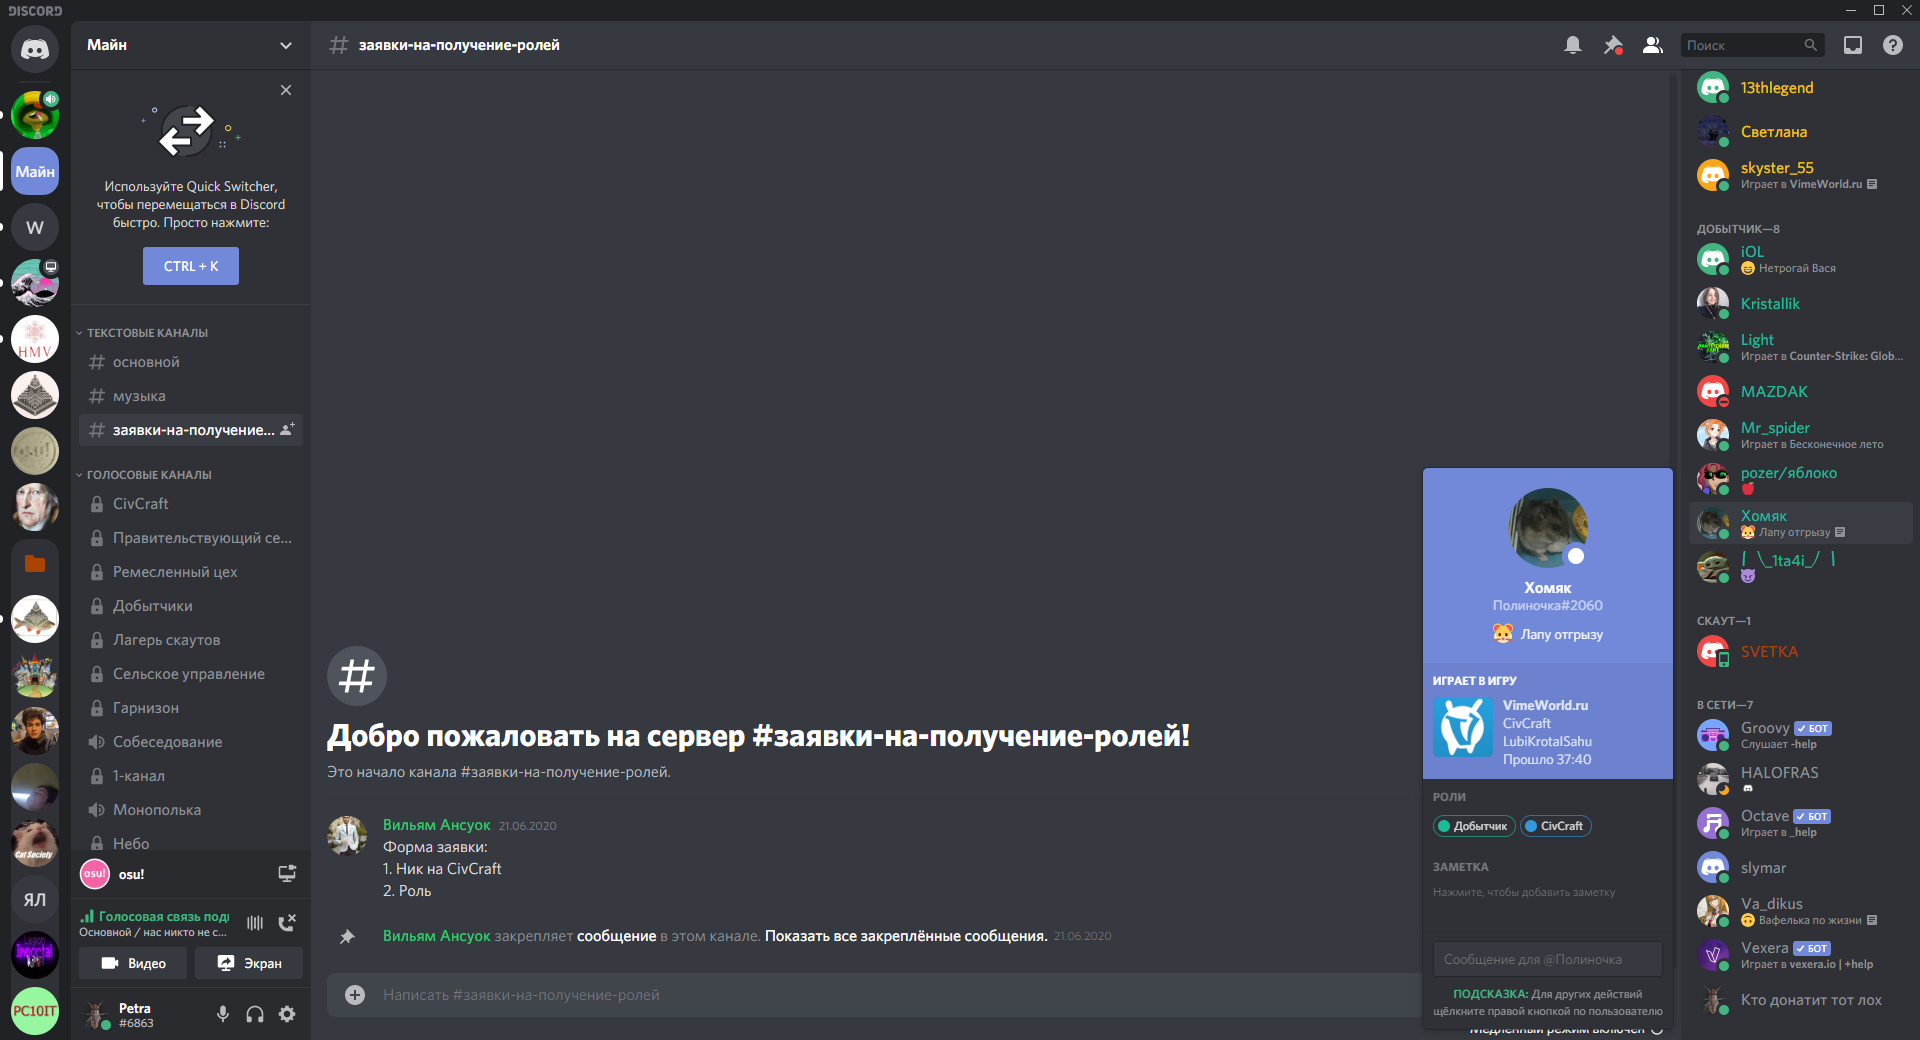 DISCORD
Майн
заявки-на-получение-ролей
Поиск
Майн
W
HMV
Cat Society
ЯЛ
Immortal
PC10IT
Используйте Quick Switcher,
чтобы перемещаться в Discord
быстро. Просто нажмите:
CTRL + K
ТЕКСТОВЫЕ КАНАЛЫ
основной
музыка
заявки-на-получение...
ГОЛОСОВЫЕ КАНАЛЫ
CivCraft
Правительствующий се...
Ремесленный цех
Добытчики
Лагерь скаутов
Сельское управление
Гарнизон
Собеседование
1-канал
Монополька
Небо
osu!
osu!
Голосовая связь под
Основной / нас никто не с...
Видео
Экран
Petra
#6863
Добро пожаловать на сервер #заявки-на-получение-ролей!
Это начало канала #заявки-на-получение-ролей.
Вильям Ансуок 21.06.2020
Форма заявки:
1. Ник на CivCraft
2. Роль
Вильям Ансуок закрепляет сообщение в этом канале. Показать все закреплённые сообщения. 21.06.2020
Написать #заявки-на-получение-ролей
Хомяк
Полиночка#2060
Лапу отгрызу
ИГРАЕТ В ИГРУ
VimeWorld.ru
CivCraft
LubiKrotaISahu
Прошло 37:40
РОЛИ
Добытчик
CivCraft
ЗАМЕТКА
Нажмите, чтобы добавить заметку
Сообщение для @Полиночка
ПОДСКАЗКА: Для других действий
щёлкните правой кнопкой по пользователю
Медленный режим включен
13thlegend
Светлана
skyster_55
Играет в VimeWorld.ru
ДОБЫТЧИК—8
iOL
Нетрогай Вася
Kristallik
Light
Играет в Counter-Strike: Glob...
MAZDAK
Mr_spider
Играет в Бесконечное лето
pozer/яблоко
Хомяк
Лапу отгрызу
⌠ ╲_1ta4i_╱ ⌉
СКАУТ—1
SVETKA
В СЕТИ—7
Groovy БОТ
Слушает -help
HALOFRAS
Octave БОТ
Играет в _help
slymar
Va_dikus
Вафелька по жизни
Vexera БОТ
Играет в vexera.io | +help
Кто донатит тот лох